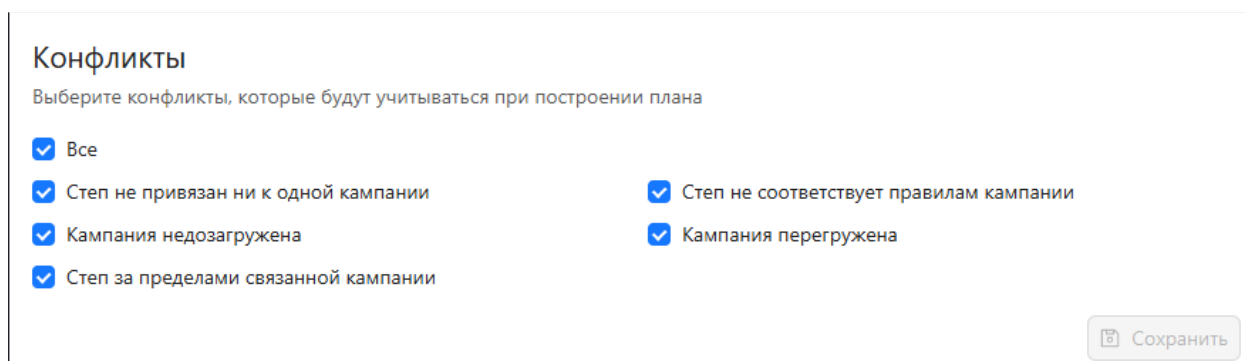 Конфликты
Выберите конфликты, которые будут учитываться при построении плана
Все
Степ не привязан ни к одной кампании
Степ не соответствует правилам кампании
Кампания недозагружена
Кампания перегружена
Степ за пределами связанной кампании
Сохранить